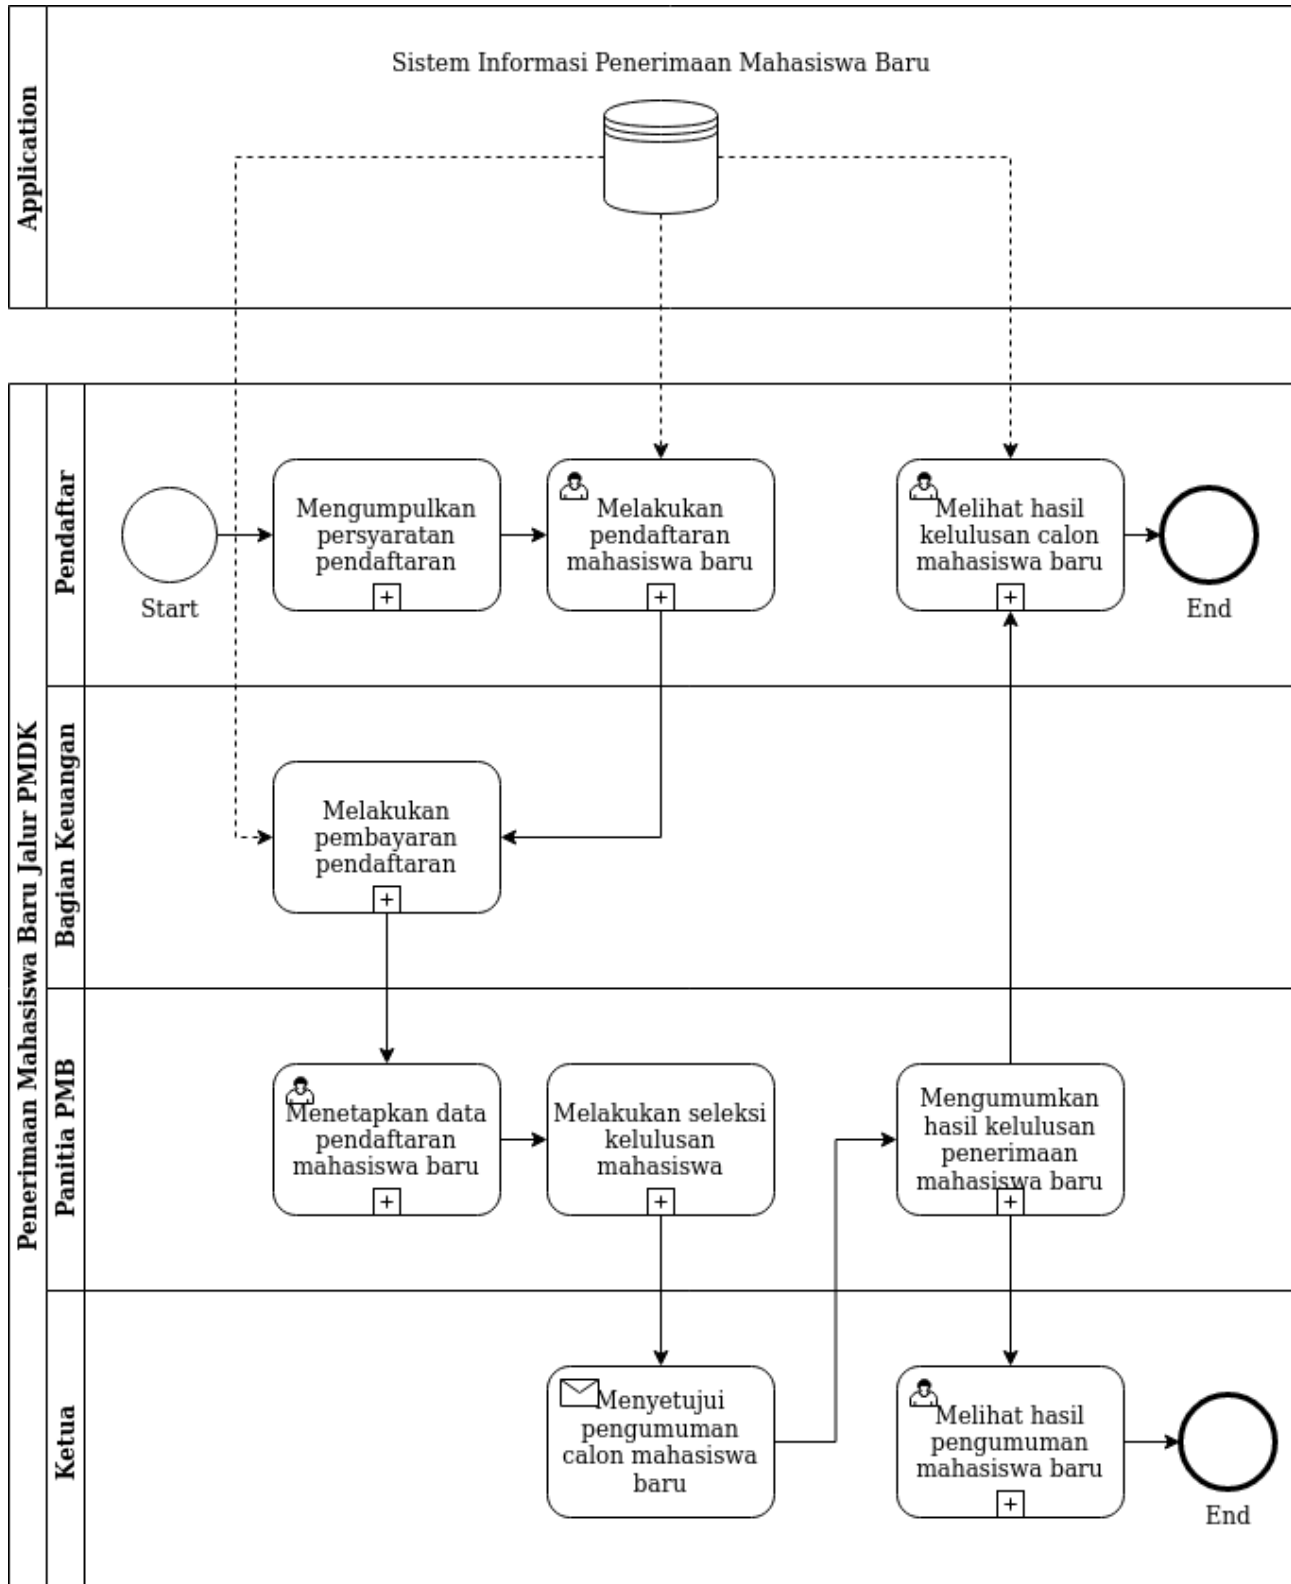 Sistem Informasi Penerimaan Mahasiswa Baru
Application
Penerimaan Mahasiswa Baru Jalur PMDK
Pendaftar
Start
Mengumpulkan
persyaratan
pendaftaran
Melakukan
pendaftaran
mahasiswa baru
Melihat hasil
kelulusan calon
mahasiswa baru
End
Bagian Keuangan
Melakukan
pembayaran
pendaftaran
Panitia PMB
Menetapkan data
pendaftaran
mahasiswa baru
Melakukan seleksi
kelulusan
mahasiswa
Mengumumkan
hasil kelulusan
penerimaan
mahasiswa baru
Ketua
Menyetujui
pengumuman
calon mahasiswa
baru
Melihat hasil
pengumuman
mahasiswa baru
End